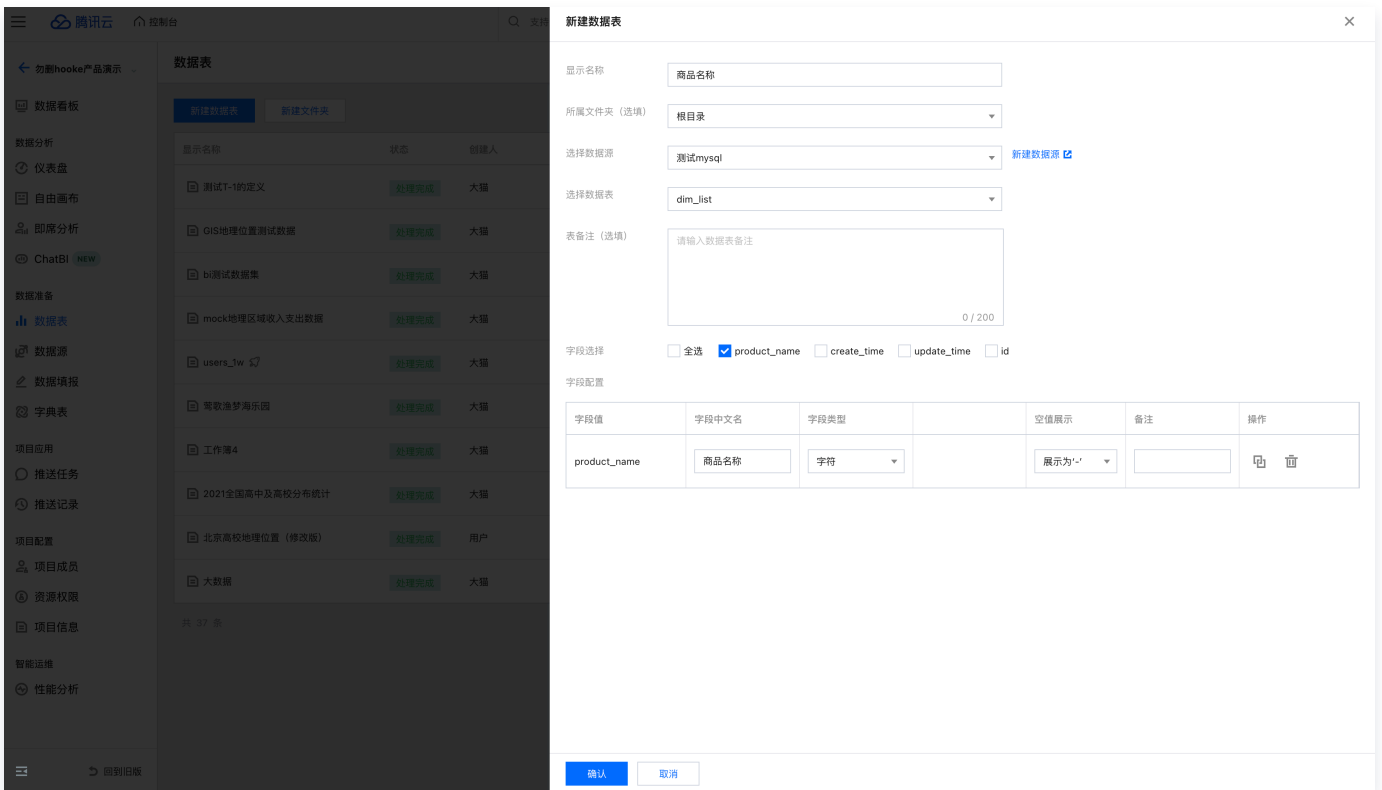 腾讯云
控制台
支持
勿删hooke产品演示
数据看板
数据分析
仪表盘
自由画布
即席分析
ChatBI NEW
数据准备
数据表
数据源
数据填报
字典表
项目应用
推送任务
推送记录
项目配置
项目成员
资源权限
项目信息
智能运维
性能分析
回到旧版
数据表
新建数据表 新建文件夹
显示名称 状态 创建人
测试T-1的定义 处理完成 大猫
GIS地理位置测试数据 处理完成 大猫
bi测试数据集 处理完成 大猫
mock地理区域收入支出数据 处理完成 大猫
users_1w 处理完成 大猫
莺歌渔梦海乐园 处理完成 大猫
工作簿4 处理完成 大猫
2021全国高中及高校分布统计 处理完成 大猫
北京高校地理位置（修改版） 处理完成 用户
大数据 处理完成 大猫
共 37 条
新建数据表
显示名称 商品名称
所属文件夹（选填） 根目录
选择数据源 测试mysql 新建数据源
选择数据表 dim_list
表备注（选填） 请输入数据表备注
0 / 200
字段选择 全选 product_name create_time update_time id
字段配置
字段值 字段中文名 字段类型 空值展示 备注 操作
product_name 商品名称 字符 展示为'-'
确认 取消